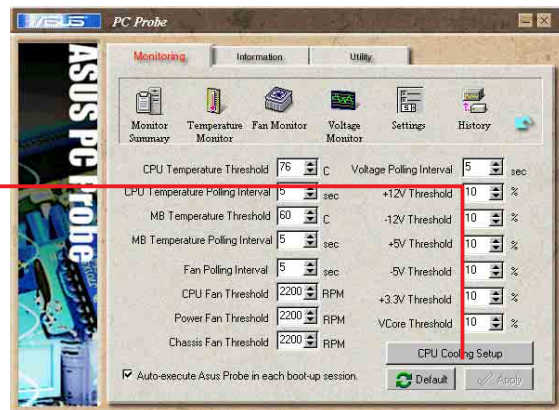 ASUS PC Probe
Monitoring Information Utility
ASUS PC Probe
Monitor Summary
Temperature Monitor
Fan Monitor
Voltage Monitor
Settings
History
CPU Temperature Threshold 76 C
CPU Temperature Polling Interval 5 sec
MB Temperature Threshold 60 C
MB Temperature Polling Interval 5 sec
Fan Polling Interval 5 sec
CPU Fan Threshold 2200 RPM
Power Fan Threshold 2200 RPM
Chassis Fan Threshold 2200 RPM
Voltage Polling Interval 5 sec
+12V Threshold 10 %
-12V Threshold 10 %
+5V Threshold 10 %
-5V Threshold 10 %
+3.3V Threshold 10 %
VCore Threshold 10 %
CPU Cooling Setup
Auto-execute Asus Probe in each boot-up session.
Default Apply